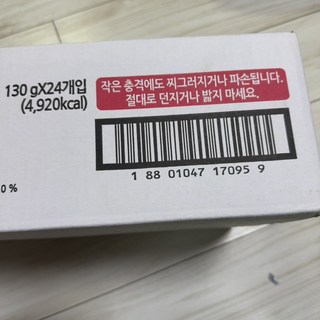 130 gX24개입
(4,920kcal)
작은 충격에도 찌그러지거나 파손됩니다.
절대로 던지거나 밟지 마세요.
1 88 01047 17095 9
0 %